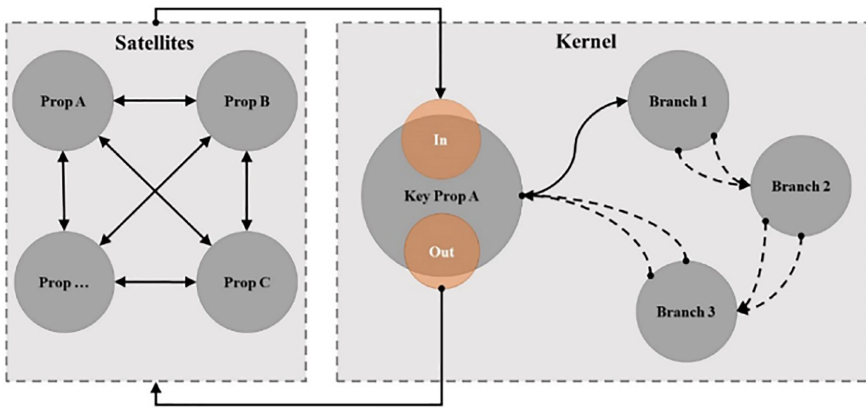 Satellites
Prop A
Prop B
Prop ...
Prop C
Kernel
In
Key Prop A
Out
Branch 1
Branch 2
Branch 3